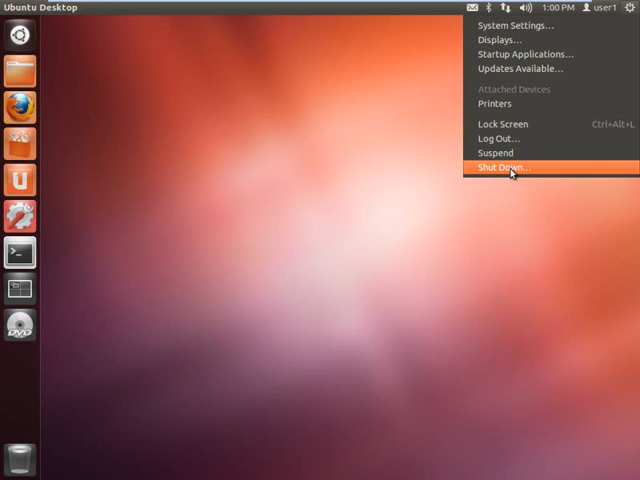 Ubuntu Desktop
1:00 PM user1
System Settings...
Displays...
Startup Applications...
Updates Available...
Attached Devices
Printers
Lock Screen Ctrl+Alt+L
Log Out...
Suspend
Shut Down...
U
>_
DVD